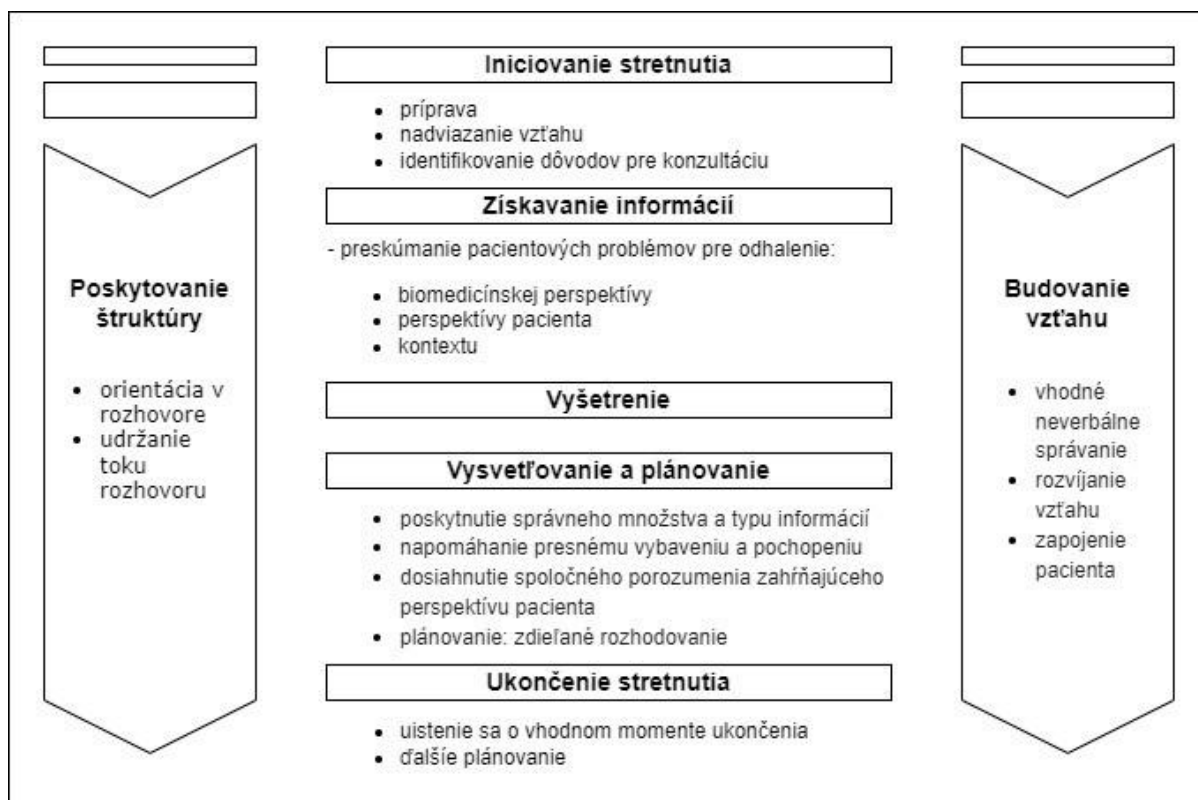 Iniciovanie stretnutia
• príprava
• nadviazanie vzťahu
• identifikovanie dôvodov pre konzultáciu
Získavanie informácií
- preskúmanie pacientových problémov pre odhalenie:
• biomedicínskej perspektívy
• perspektívy pacienta
• kontextu
Vyšetrenie
Vysvetľovanie a plánovanie
• poskytnutie správneho množstva a typu informácií
• napomáhanie presnému vybaveniu a pochopeniu
• dosiahnutie spoločného porozumenia zahŕňajúceho
perspektívu pacienta
• plánovanie: zdieľané rozhodovanie
Ukončenie stretnutia
• uistenie sa o vhodnom momente ukončenia
• ďalšíe plánovanie
Poskytovanie
štruktúry
• orientácia v
rozhovore
• udržanie
toku
rozhovoru
Budovanie
vzťahu
• vhodné
neverbálne
správanie
• rozvíjanie
vzťahu
• zapojenie
pacienta